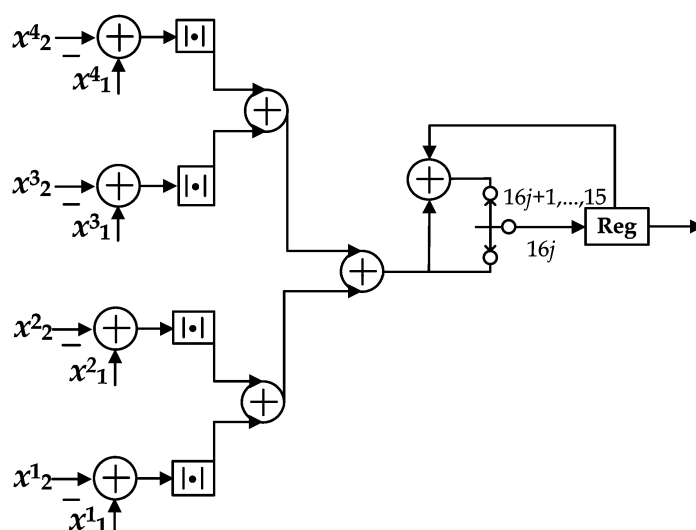 x⁴₂
−
x⁴₁
|•|
x³₂
−
x³₁
|•|
16j+1,...,15
Reg
16j
x²₂
−
x²₁
|•|
x¹₂
−
x¹₁
|•|